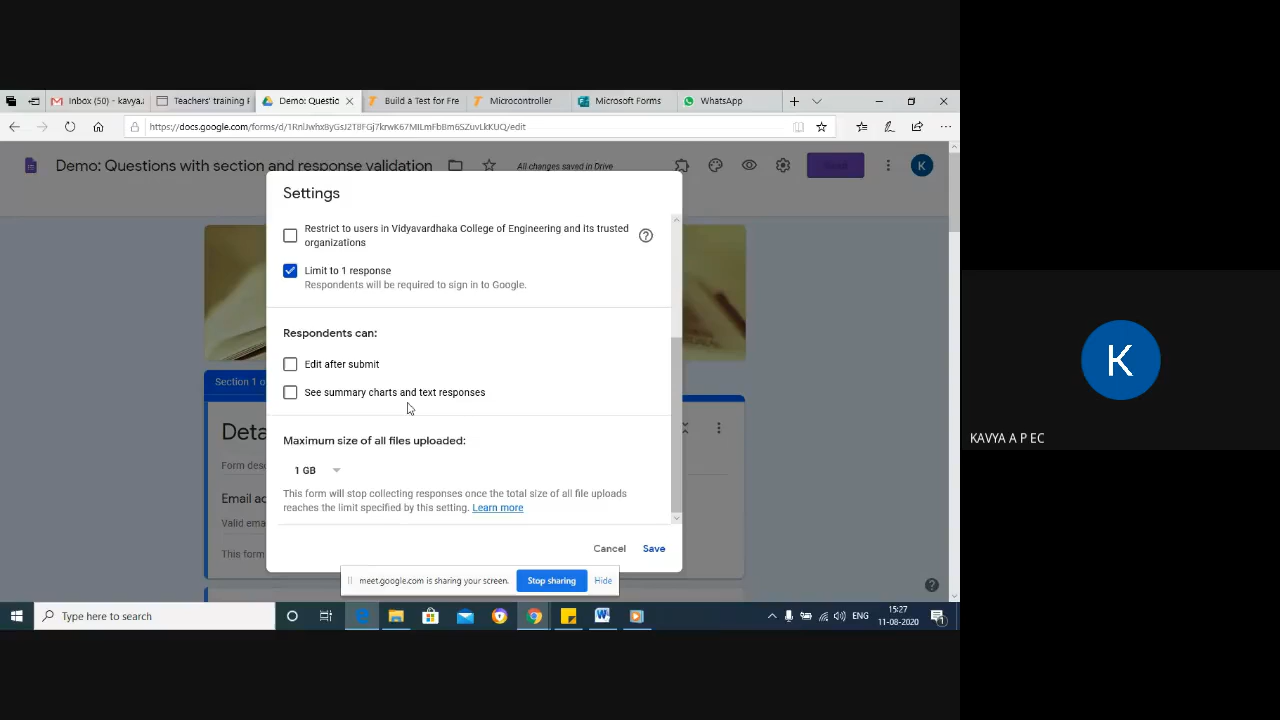 Inbox (50) - kavya.
Teachers' training
Demo: Questio
Build a Test for Fre
Microcontroller
Microsoft Forms
WhatsApp
Demo: Questions with section and response validation
All changes saved in Drive
Send
K
Settings
Restrict to users in Vidyavardhaka College of Engineering and its trusted
organizations
Limit to 1 response
Respondents will be required to sign in to Google.
Respondents can:
Edit after submit
See summary charts and text responses
Section 1 o
Deta
Form desc
Email ad
Valid ema
This form
Maximum size of all files uploaded:
1 GB
This form will stop collecting responses once the total size of all file uploads
reaches the limit specified by this setting. Learn more
Cancel Save
meet.google.com is sharing your screen. Stop sharing Hide
K
KAVYA A P EC
Type here to search
ENG
15:27
11-08-2020